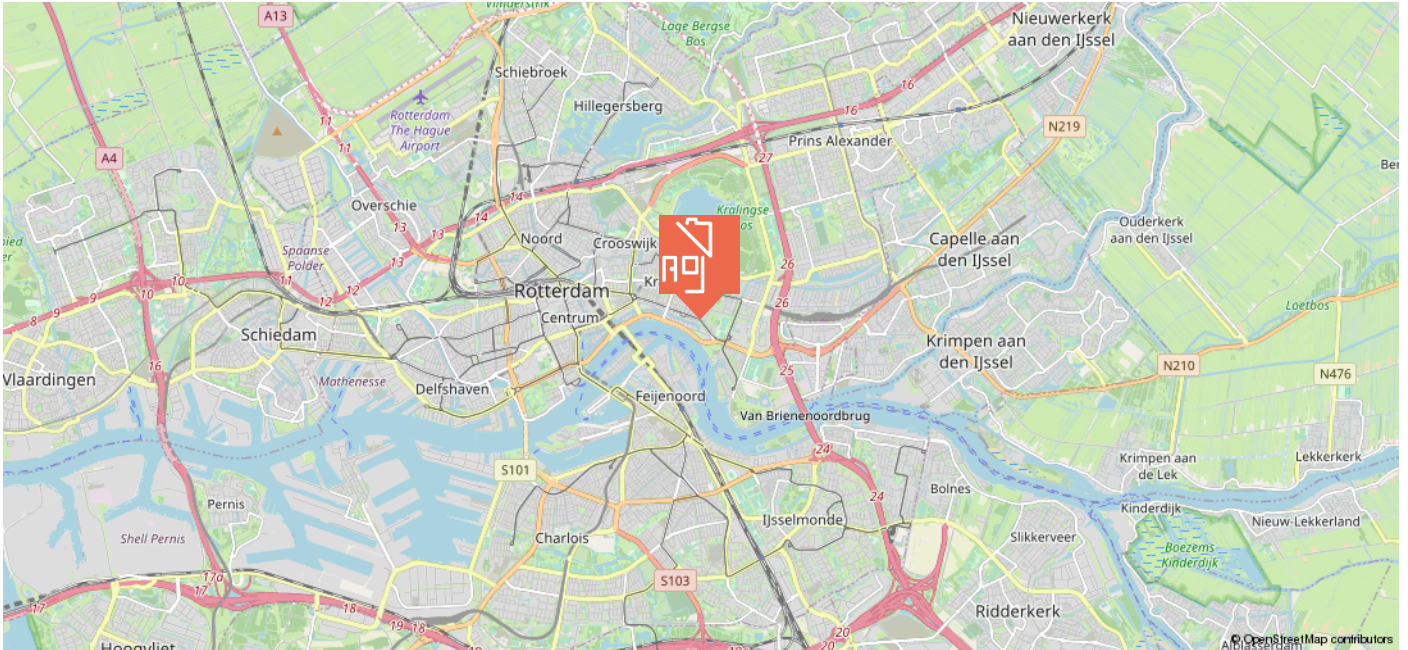 A13
Vlinderstrik
Lage Bergse
Bos
Nieuwerkerk
aan den IJssel
Schiebroek
Hillegersberg
16
16
Rotterdam
The Hague
Airport
11
11
N219
Prins Alexander
A4
27
Ber
14
14
Overschie
13
13
13
Kralingse
Bos
Ouderkerk
aan den IJssel
Noord
Crooswijk
Capelle aan
den IJssel
Spaanse
Polder
26
10
10
11
12
12
Rotterdam
Kr
9
9
8
26
Loetbos
Centrum
Schiedam
Krimpen aan
den IJssel
16
25
N210
N476
Vlaardingen
Mathenesse
Delfshaven
Feijenoord
Van Brienenoordbrug
24
S101
Krimpen aan
de Lek
Lekkerkerk
24
Bolnes
Pernis
Kinderdijk
Nieuw-Lekkerland
IJsselmonde
Shell Pernis
Charlois
Slikkerveer
Boezems
Kinderdijk
17a
17
17
18
18
19
19
S103
Ridderkerk
20
20
Hoogvliet
Alblasserdam
© OpenStreetMap contributors